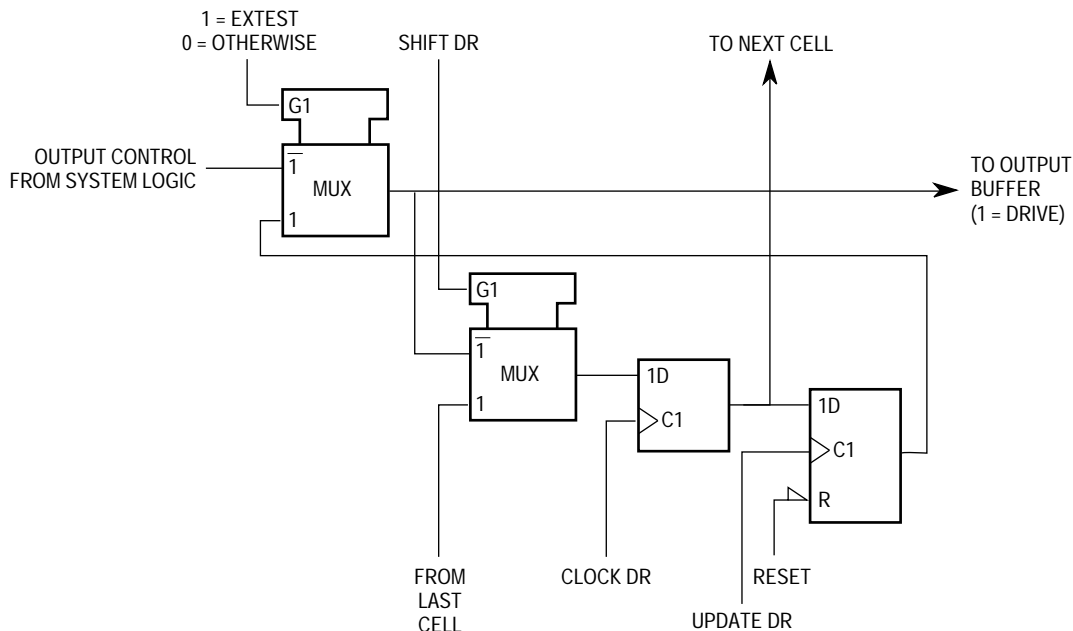 1 = EXTEST
0 = OTHERWISE
SHIFT DR
TO NEXT CELL
G1
OUTPUT CONTROL
FROM SYSTEM LOGIC
1
MUX
1
TO OUTPUT
BUFFER
(1 = DRIVE)
G1
1
MUX
1
1D
C1
1D
C1
R
FROM
LAST
CELL
CLOCK DR
RESET
UPDATE DR